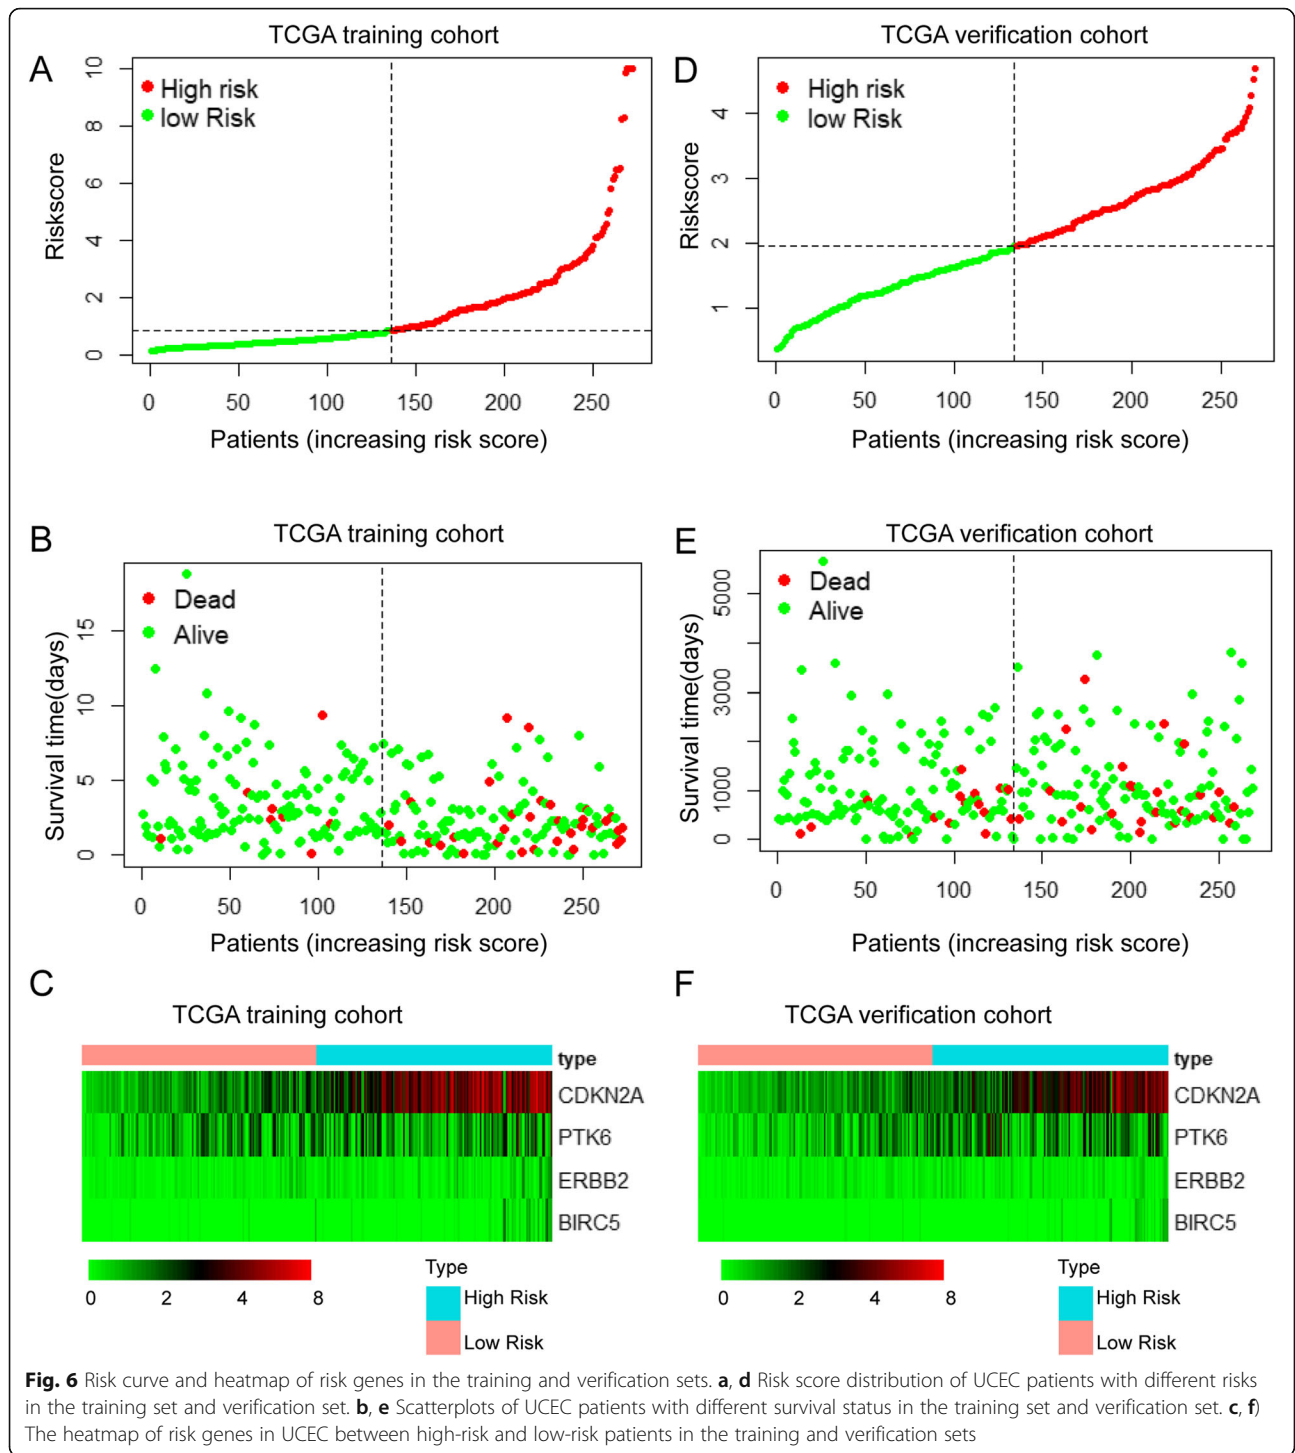 TCGA training cohort
A
10
8
6
4
2
0
Riskscore
High risk
low Risk
0 50 100 150 200 250
Patients (increasing risk score)
TCGA verification cohort
D
4
3
2
1
Riskscore
High risk
low Risk
0 50 100 150 200 250
Patients (increasing risk score)
TCGA training cohort
B
15
10
5
0
Survival time(days)
Dead
Alive
0 50 100 150 200 250
Patients (increasing risk score)
TCGA verification cohort
E
5000
3000
1000
0
Survival time(days)
Dead
Alive
0 50 100 150 200 250
Patients (increasing risk score)
C
TCGA training cohort
type
CDKN2A
PTK6
ERBB2
BIRC5
0 2 4 8
Type
High Risk
Low Risk
F
TCGA verification cohort
type
CDKN2A
PTK6
ERBB2
BIRC5
0 2 4 8
Type
High Risk
Low Risk
Fig. 6 Risk curve and heatmap of risk genes in the training and verification sets. a, d Risk score distribution of UCEC patients with different risks
in the training set and verification set. b, e Scatterplots of UCEC patients with different survival status in the training set and verification set. c, f)
The heatmap of risk genes in UCEC between high-risk and low-risk patients in the training and verification sets